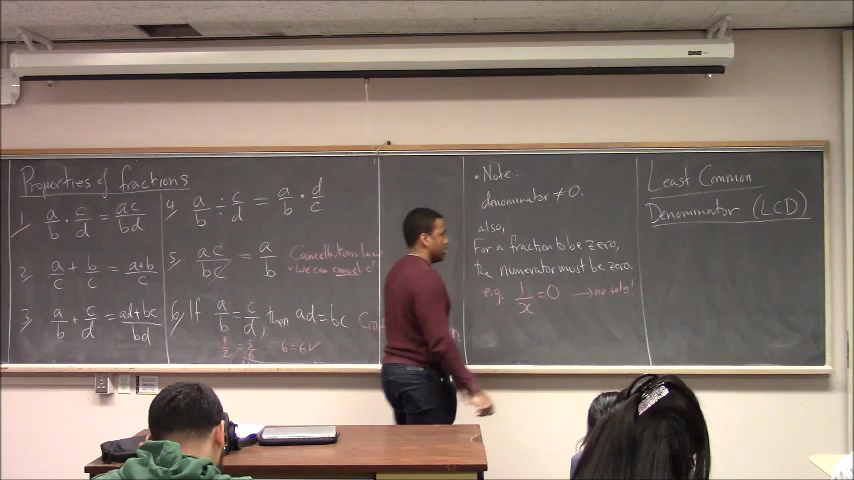 Properties of fractions
1. a/b · c/d = ac/bd
2. a/c + b/c = a+b/c
3. a/b + c/d = ad+bc/bd
4. a/b ÷ c/d = a/b · d/c
5. ac/bc = a/b Cancellation law
• we can cancel c
6. If a/b = c/d, then ad = bc
= 3/6 6=6✓
• Note:
denominator ≠ 0.
also,
For a fraction to be zero,
the numerator must be zero.
e.g. 1/x = 0 → no soln!
Least Common
Denominator (LCD)